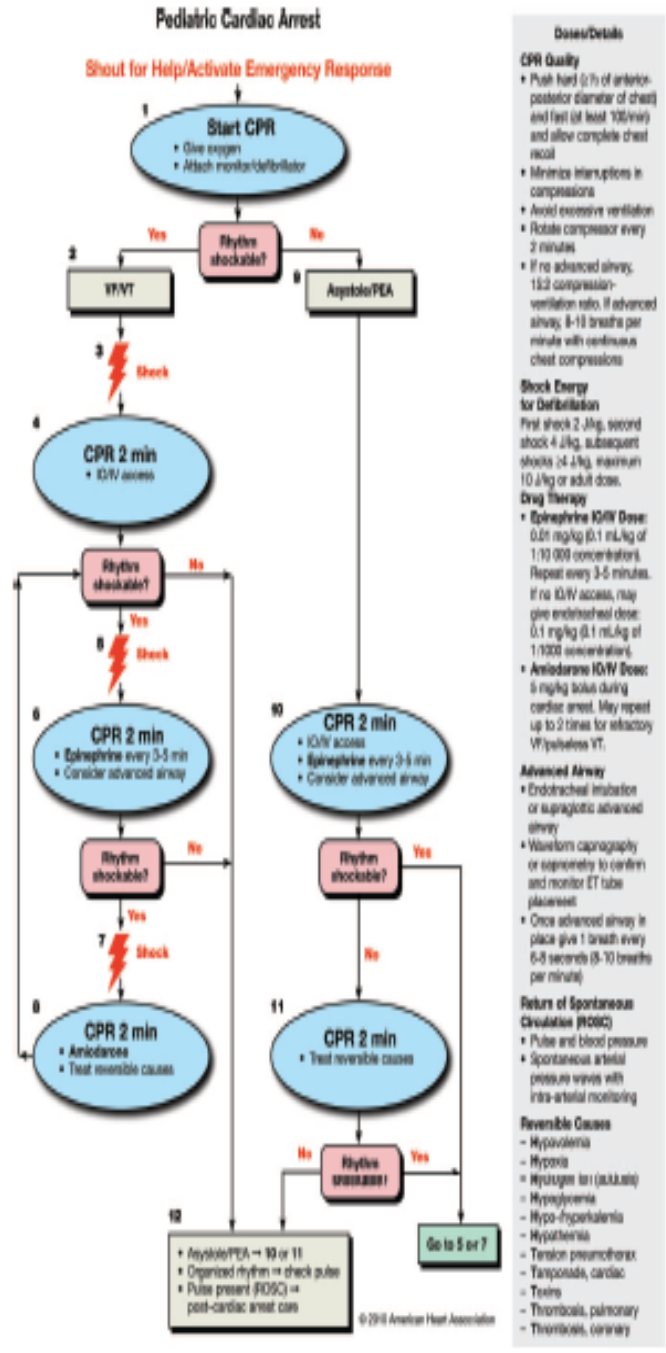 Pediatric Cardiac Arrest
Shout for Help/Activate Emergency Response
1
Start CPR
• Give oxygen
• Attach monitor/defibrillator
Rhythm
shockable?
Yes
No
2
VF/VT
9
Asystole/PEA
3
Shock
4
CPR 2 min
• IO/IV access
Rhythm
shockable?
No
Yes
5
Shock
6
CPR 2 min
• Epinephrine every 3-5 min
• Consider advanced airway
10
CPR 2 min
• IO/IV access
• Epinephrine every 3-5 min
• Consider advanced airway
Rhythm
shockable?
No
Yes
Rhythm
shockable?
Yes
No
7
Shock
8
CPR 2 min
• Amiodarone
• Treat reversible causes
11
CPR 2 min
• Treat reversible causes
No
Rhythm
Yes
12
• Asystole/PEA → 10 or 11
• Organized rhythm → check pulse
• Pulse present (ROSC) →
post-cardiac arrest care
Go to 5 or 7
© 2010 American Heart Association
Doses/Details
CPR Quality
• Push hard (≥⅓ of anterior-
posterior diameter of chest)
and fast (at least 100/min)
and allow complete chest
recoil
• Minimize interruptions in
compressions
• Avoid excessive ventilation
• Rotate compressor every
2 minutes
• If no advanced airway,
15:2 compression-
ventilation ratio. If advanced
airway, 8-10 breaths per
minute with continuous
chest compressions
Shock Energy
for Defibrillation
First shock 2 J/kg, second
shock 4 J/kg, subsequent
shocks ≥4 J/kg, maximum
10 J/kg or adult dose.
Drug Therapy
• Epinephrine IO/IV Dose:
0.01 mg/kg (0.1 mL/kg of
1:10 000 concentration).
Repeat every 3-5 minutes.
If no IO/IV access, may
give endotracheal dose:
0.1 mg/kg (0.1 mL/kg of
1:1000 concentration).
• Amiodarone IO/IV Dose:
5 mg/kg bolus during
cardiac arrest. May repeat
up to 2 times for refractory
VF/pulseless VT.
Advanced Airway
• Endotracheal intubation
or supraglottic advanced
airway
• Waveform capnography
or capnometry to confirm
and monitor ET tube
placement
• Once advanced airway in
place give 1 breath every
6-8 seconds (8-10 breaths
per minute)
Return of Spontaneous
Circulation (ROSC)
• Pulse and blood pressure
• Spontaneous arterial
pressure waves with
intra-arterial monitoring
Reversible Causes
– Hypovolemia
– Hypoxia
– Hydrogen ion (acidosis)
– Hypoglycemia
– Hypo-/hyperkalemia
– Hypothermia
– Tension pneumothorax
– Tamponade, cardiac
– Toxins
– Thrombosis, pulmonary
– Thrombosis, coronary